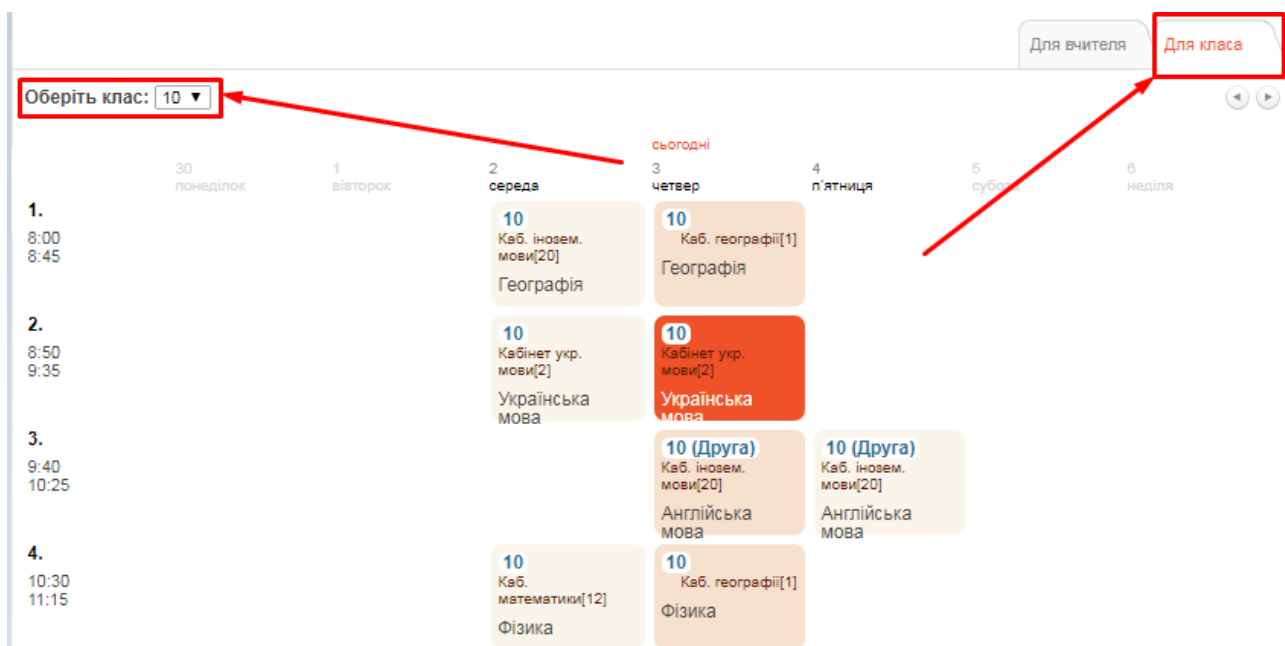 Для вчителя
Для класа
Оберіть клас: 10 ▼
сьогодні
30 1 2 3 4 5 6
понеділок вівторок середа четвер п'ятниця субота неділя
1.
8:00
8:45
10
Каб. інозем.
мови[20]
Географія
10
Каб. географії[1]
Географія
2.
8:50
9:35
10
Кабінет укр.
мови[2]
Українська
мова
10
Кабінет укр.
мови[2]
Українська
мова
3.
9:40
10:25
10 (Друга)
Каб. інозем.
мови[20]
Англійська
мова
10 (Друга)
Каб. інозем.
мови[20]
Англійська
мова
4.
10:30
11:15
10
Каб.
математики[12]
Фізика
10
Каб. географії[1]
Фізика